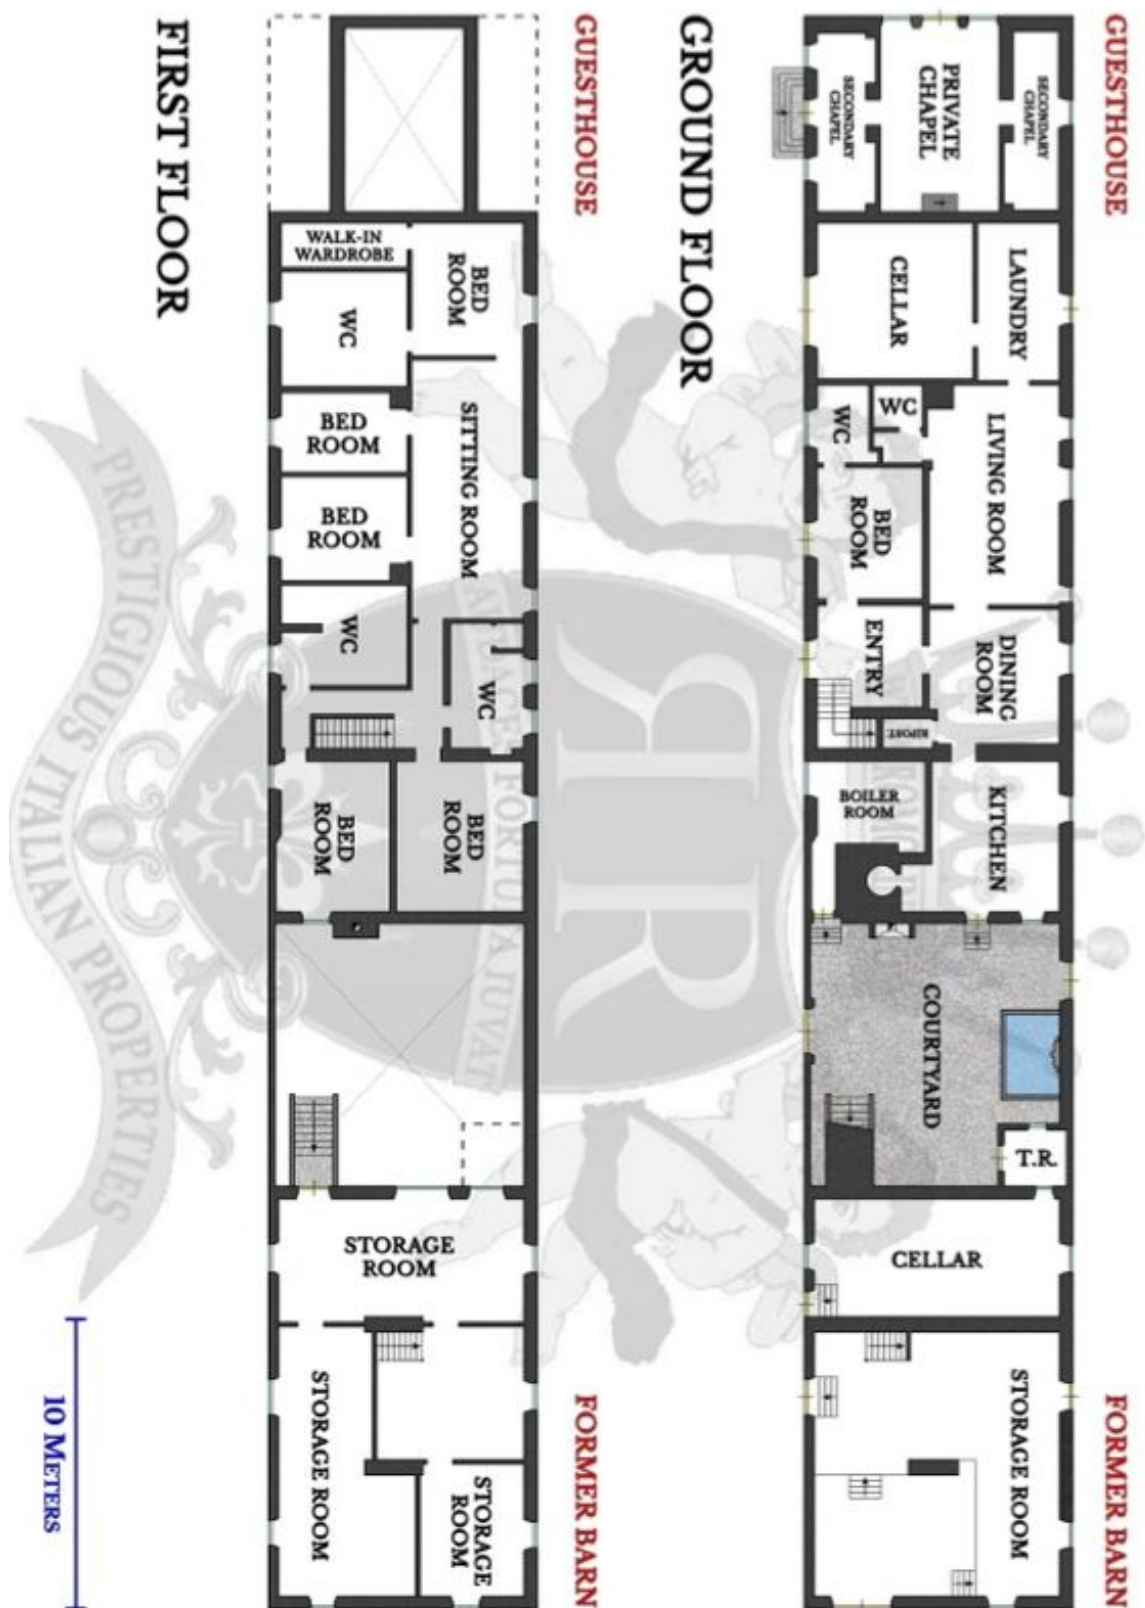 GUESTHOUSE
FORMER BARN
SECONDARY
CHAPEL
PRIVATE
CHAPEL
SECONDARY
CHAPEL
LAUNDRY
CELLAR
LIVING ROOM
WC
WC
BED
ROOM
DINING
ROOM
ENTRY
RIPOST.
KITCHEN
BOILER
ROOM
COURTYARD
T.R.
CELLAR
STORAGE ROOM
GROUND FLOOR
GUESTHOUSE
FORMER BARN
BED
ROOM
WALK-IN
WARDROBE
WC
SITTING ROOM
BED
ROOM
BED
ROOM
WC
WC
BED
ROOM
BED
ROOM
STORAGE
ROOM
STORAGE
ROOM
STORAGE ROOM
FIRST FLOOR
10 METERS
RR
FORTUNA IUVAT
PRESTIGIOUS ITALIAN PROPERTIES